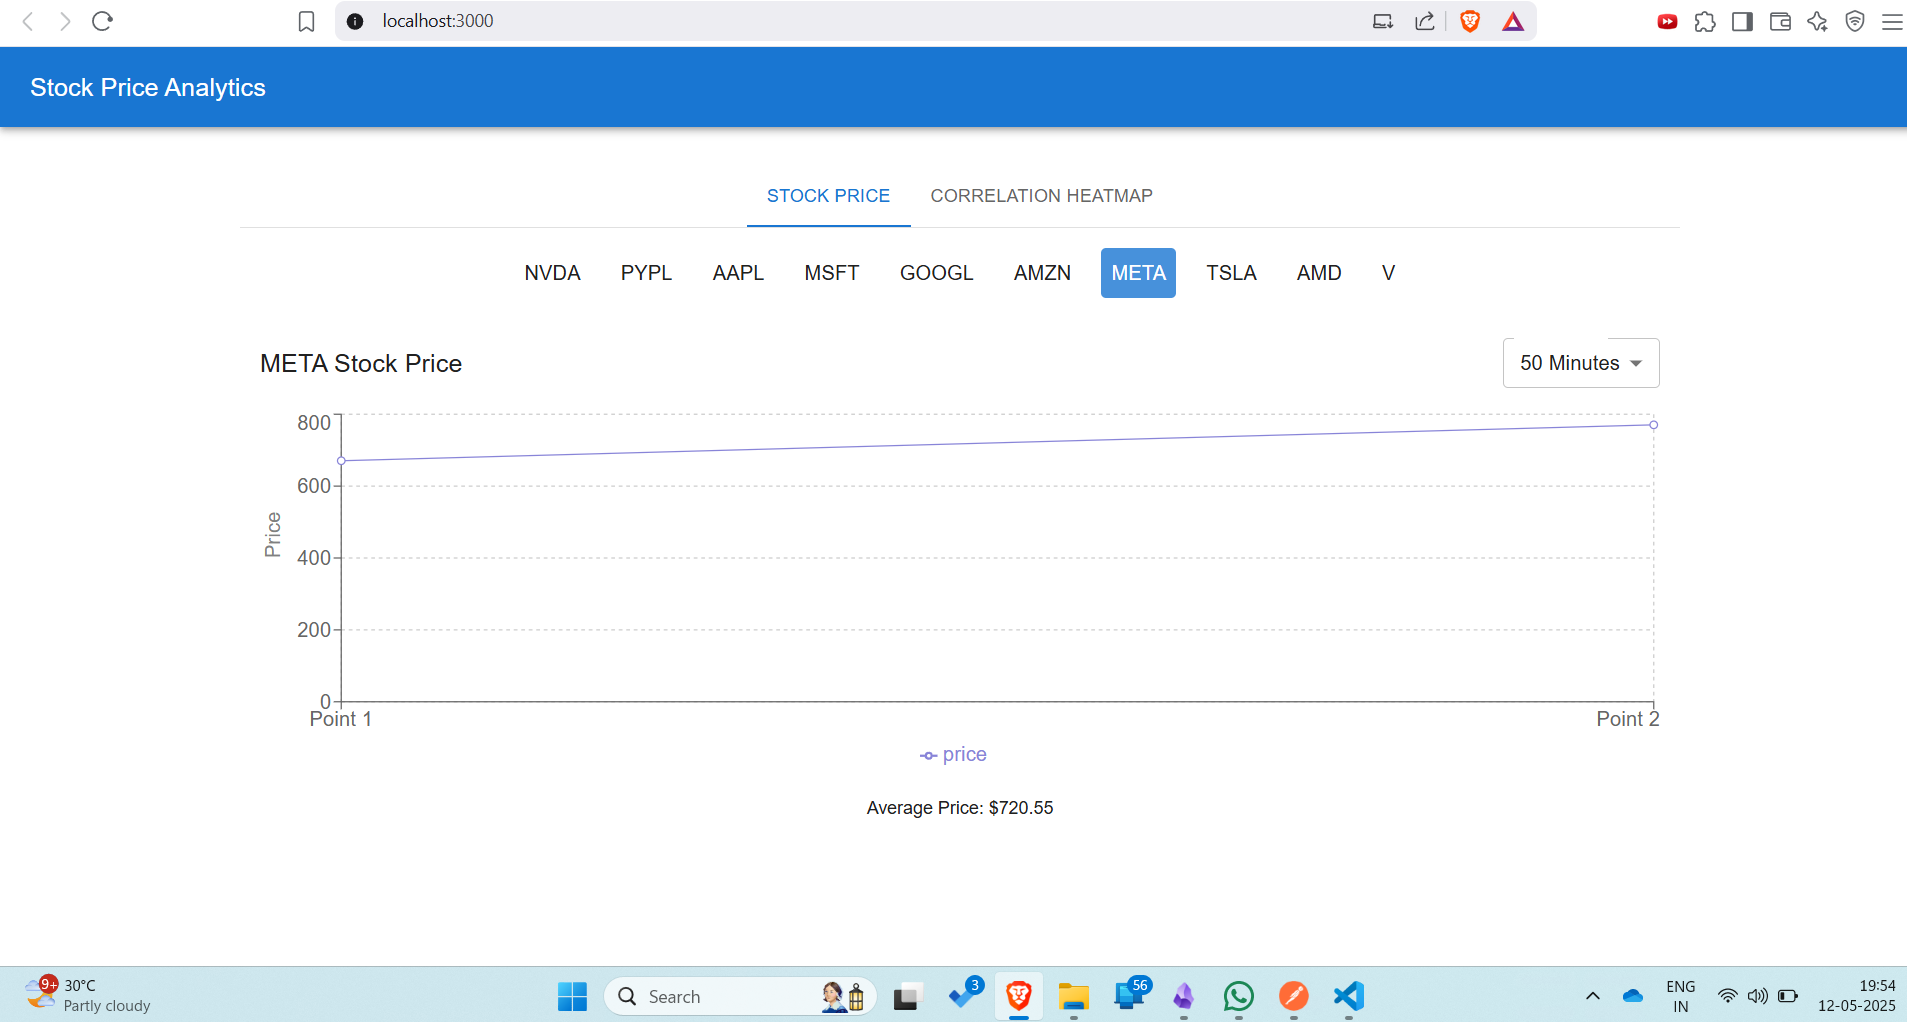 localhost:3000
Stock Price Analytics
STOCK PRICE CORRELATION HEATMAP
NVDA PYPL AAPL MSFT GOOGL AMZN META TSLA AMD V
META Stock Price
50 Minutes
800
600
400
200
0
Price
Point 1 Point 2
price
Average Price: $720.55
9+
30°C
Partly cloudy
Search
3
56
ENG
IN
19:54
12-05-2025